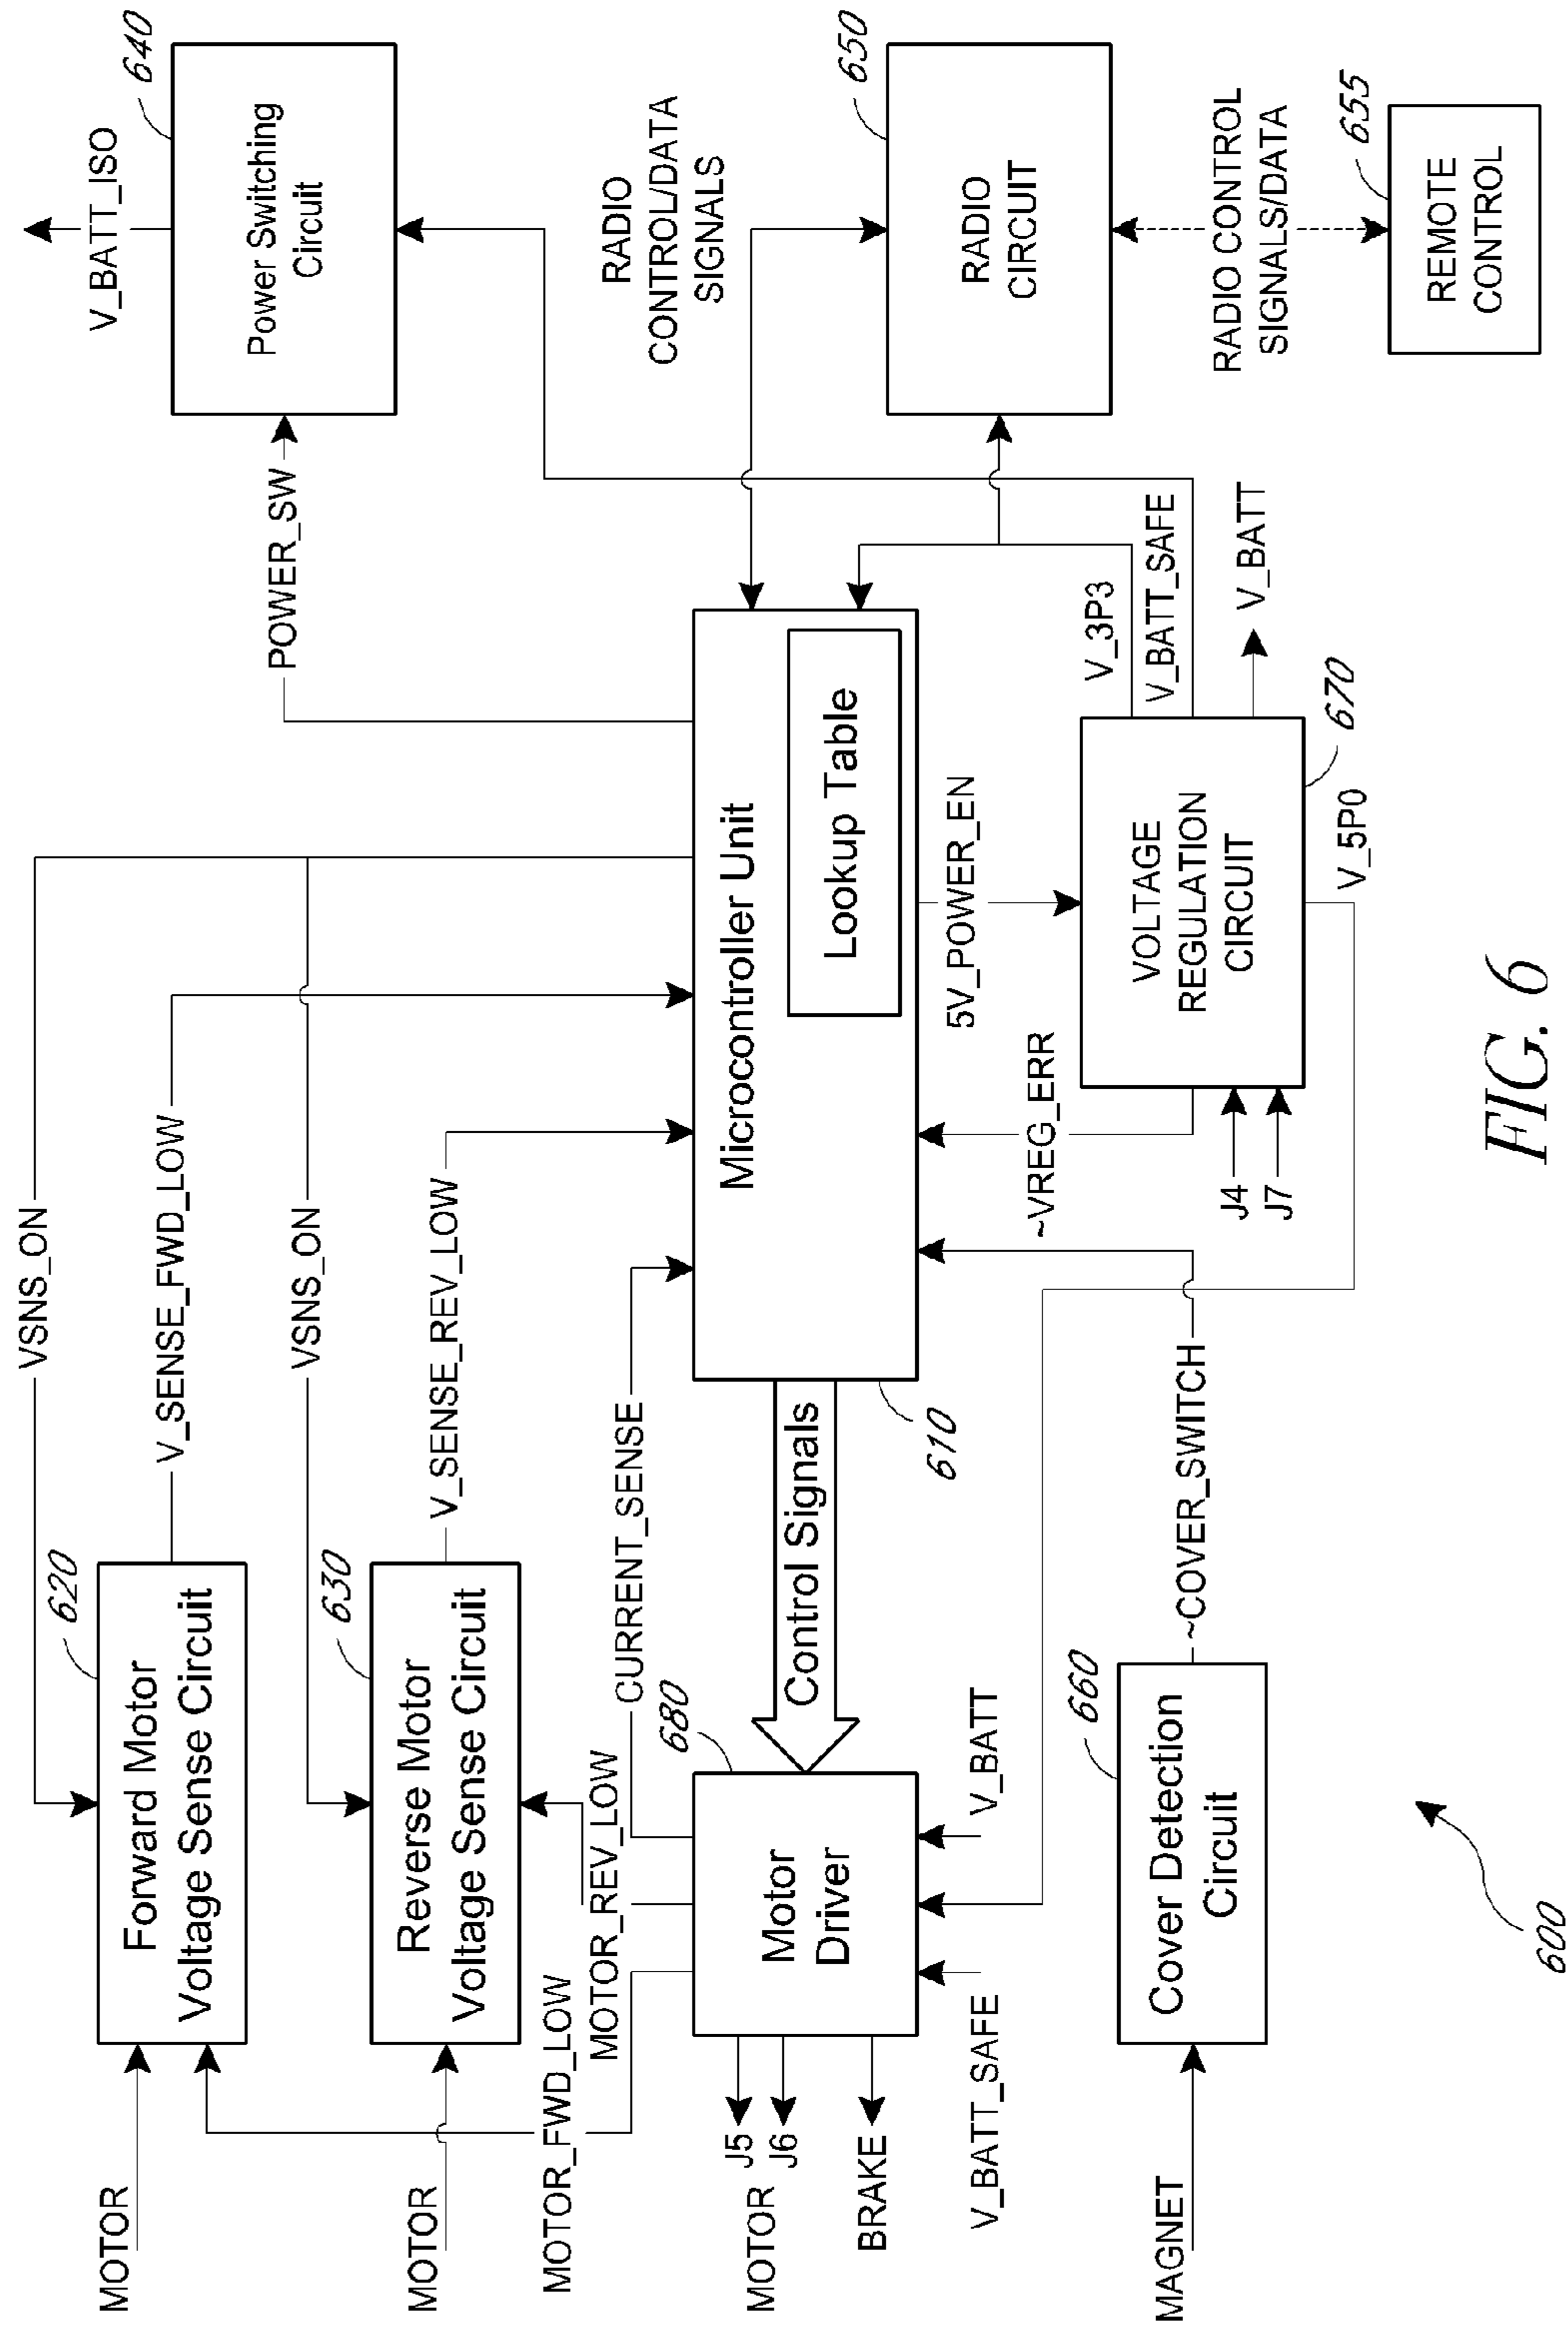 MOTOR
VSNS_ON
620
Forward Motor
Voltage Sense Circuit
V_SENSE_FWD_LOW
V_BATT_ISO
640
Power Switching
Circuit
POWER_SW
MOTOR
VSNS_ON
630
Reverse Motor
Voltage Sense Circuit
V_SENSE_REV_LOW
MOTOR_FWD_LOW
MOTOR_REV_LOW
CURRENT_SENSE
RADIO
CONTROL/DATA
SIGNALS
MOTOR
J5
J6
BRAKE
680
Motor
Driver
Control Signals
610
Microcontroller Unit
Lookup Table
650
RADIO
CIRCUIT
V_BATT_SAFE
V_BATT
5V_POWER_EN
~VREG_ERR
V_3P3
V_BATT_SAFE
V_BATT
RADIO CONTROL
SIGNALS/DATA
MAGNET
660
Cover Detection
Circuit
~COVER_SWITCH
J4
J7
VOLTAGE
REGULATION
CIRCUIT
670
V_5P0
655
REMOTE
CONTROL
600
FIG. 6